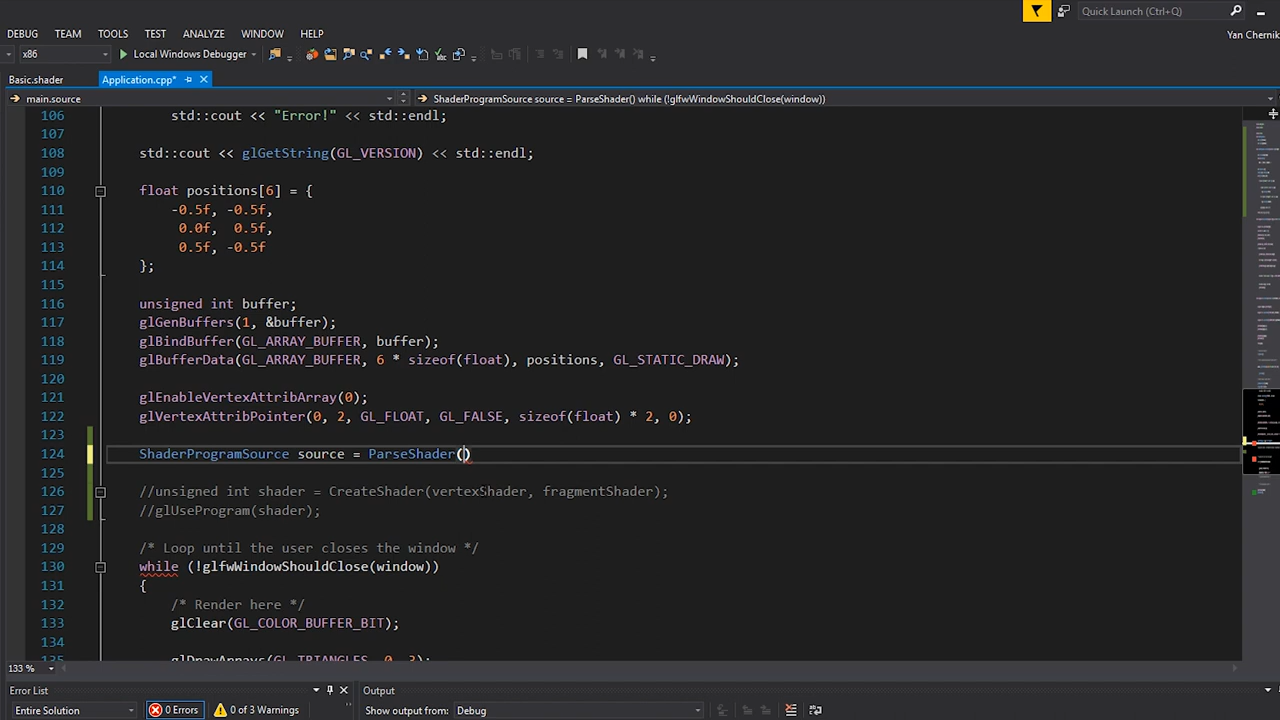 Quick Launch (Ctrl+Q)
DEBUG TEAM TOOLS TEST ANALYZE WINDOW HELP
Yan Chernik
x86 Local Windows Debugger
Basic.shader Application.cpp*
main.source ShaderProgramSource source = ParseShader() while (!glfwWindowShouldClose(window))
106 std::cout << "Error!" << std::endl;
107
108 std::cout << glGetString(GL_VERSION) << std::endl;
109
110 float positions[6] = {
111 -0.5f, -0.5f,
112 0.0f, 0.5f,
113 0.5f, -0.5f
114 };
115
116 unsigned int buffer;
117 glGenBuffers(1, &buffer);
118 glBindBuffer(GL_ARRAY_BUFFER, buffer);
119 glBufferData(GL_ARRAY_BUFFER, 6 * sizeof(float), positions, GL_STATIC_DRAW);
120
121 glEnableVertexAttribArray(0);
122 glVertexAttribPointer(0, 2, GL_FLOAT, GL_FALSE, sizeof(float) * 2, 0);
123
124 ShaderProgramSource source = ParseShader()
125
126 //unsigned int shader = CreateShader(vertexShader, fragmentShader);
127 //glUseProgram(shader);
128
129 /* Loop until the user closes the window */
130 while (!glfwWindowShouldClose(window))
131 {
132 /* Render here */
133 glClear(GL_COLOR_BUFFER_BIT);
134
135 glDrawArrays(GL_TRIANGLES, 0, 3);
133 %
Error List Output
Entire Solution 0 Errors 0 of 3 Warnings Show output from: Debug